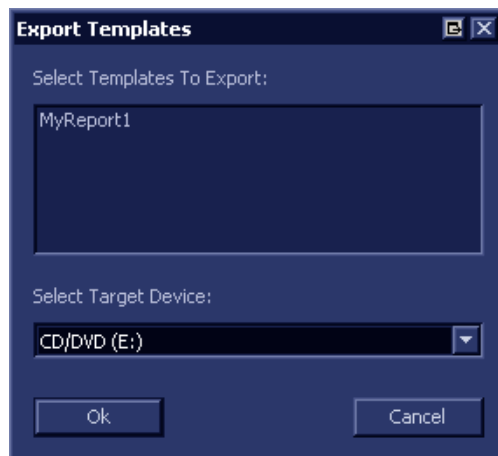 Export Templates
Select Templates To Export:
MyReport1
Select Target Device:
CD/DVD (E:)
Ok
Cancel